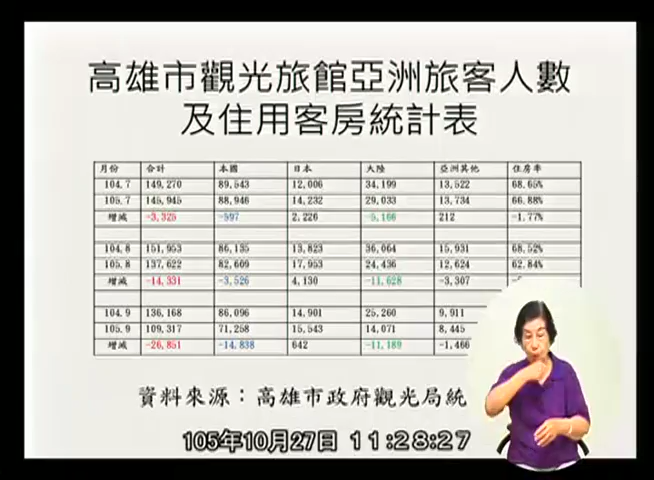 高雄市觀光旅館亞洲旅客人數
及住用客房統計表
月份 合計 本國 日本 大陸 亞洲其他 住房率
104.7 149,270 89,543 12,006 34,199 13,522 68.65%
105.7 145,945 88,946 14,232 29,033 13,734 66.88%
增減 -3,325 -597 2,226 -5,166 212 -1.77%
104.8 151,953 86,135 13,823 36,064 15,931 68.52%
105.8 137,622 82,609 17,953 24,436 12,624 62.84%
增減 -14,331 -3,526 4,130 -11,628 -3,307
104.9 136,168 86,096 14,901 25,260 9,911
105.9 109,317 71,258 15,543 14,071 8,445
增減 -26,851 -14,838 642 -11,189 -1,466
資料來源：高雄市政府觀光局統
105年10月27日 11:28:27